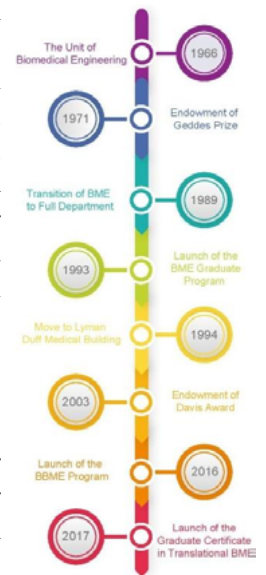 The Unit of
Biomedical Engineering
1966
1971
Endowment of
Geddes Prize
Transition of BME
to Full Department
1989
1993
Launch of the
BME Graduate
Program
Move to Lyman
Duff Medical Building
1994
2003
Endowment of
Davis Award
Launch of the
BBME Program
2016
2017
Launch of the
Graduate Certificate
in Translational BME